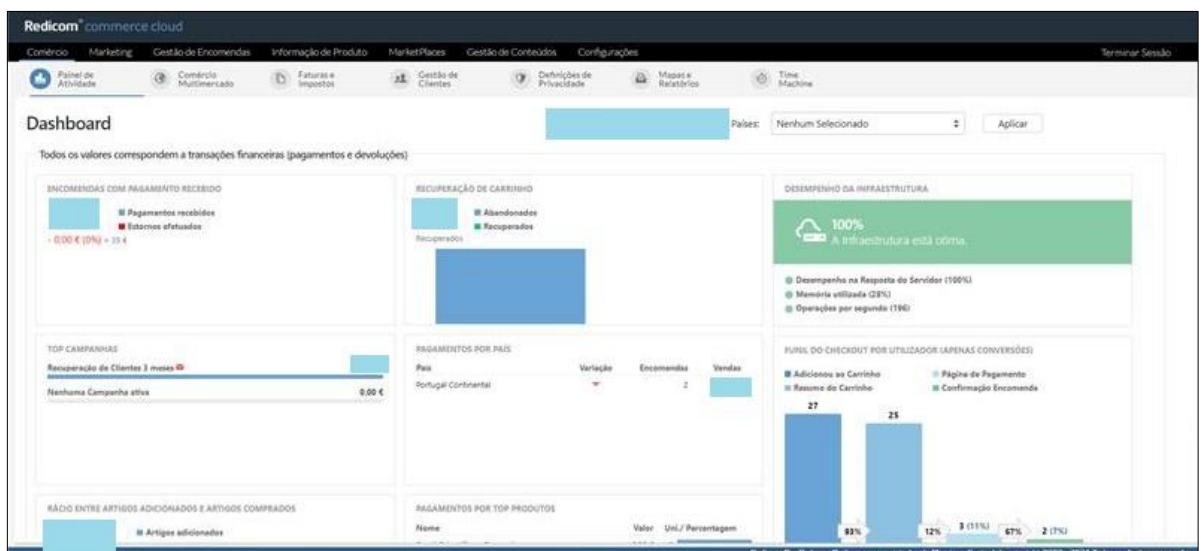 Redicom® commerce cloud
Comércio Marketing Gestão de Encomendas Informação de Produto MarketPlaces Gestão de Conteúdos Configurações Terminar Sessão
Painel de Atividade
Comércio Multimercado
Faturas e Impostos
Gestão de Clientes
Definições de Privacidade
Mapas e Relatórios
Time Machine
Dashboard
Países: Nenhum Selecionado Aplicar
Todos os valores correspondem a transações financeiras (pagamentos e devoluções)
ENCOMENDAS COM PAGAMENTO RECEBIDO
Pagamentos recebidos
Estornos efetuados
- 0,00 € (0%)
RECUPERAÇÃO DE CARRINHO
Abandonados
Recuperados
Recuperados
DESEMPENHO DA INFRAESTRUTURA
100%
A Infraestrutura está ótima.
Desempenho na Resposta do Servidor (100%)
Memória utilizada (28%)
Operações por segundo (196)
TOP CAMPANHAS
Recuperação de Clientes 3 meses
Nenhuma Campanha ativa 0,00 €
PAGAMENTOS POR PAÍS
País Variação Encomendas Vendas
Portugal Continental 2
FUNIL DO CHECKOUT POR UTILIZADOR (APENAS CONVERSÕES)
Adicionou ao Carrinho Página de Pagamento
Resumo do Carrinho Confirmação Encomenda
27 25
93% 12% 3 (11%) 67% 2 (7%)
RÁCIO ENTRE ARTIGOS ADICIONADOS E ARTIGOS COMPRADOS
Artigos adicionados
PAGAMENTOS POR TOP PRODUTOS
Nome Valor Uni./ Percentagem